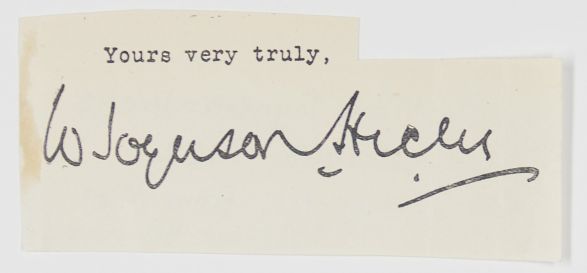 Yours very truly,
W Joynson Hicks